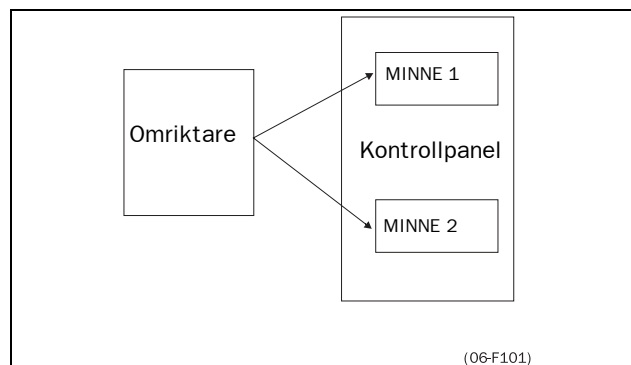 MINNE 1
Omriktare
Kontrollpanel
MINNE 2
(06-F101)